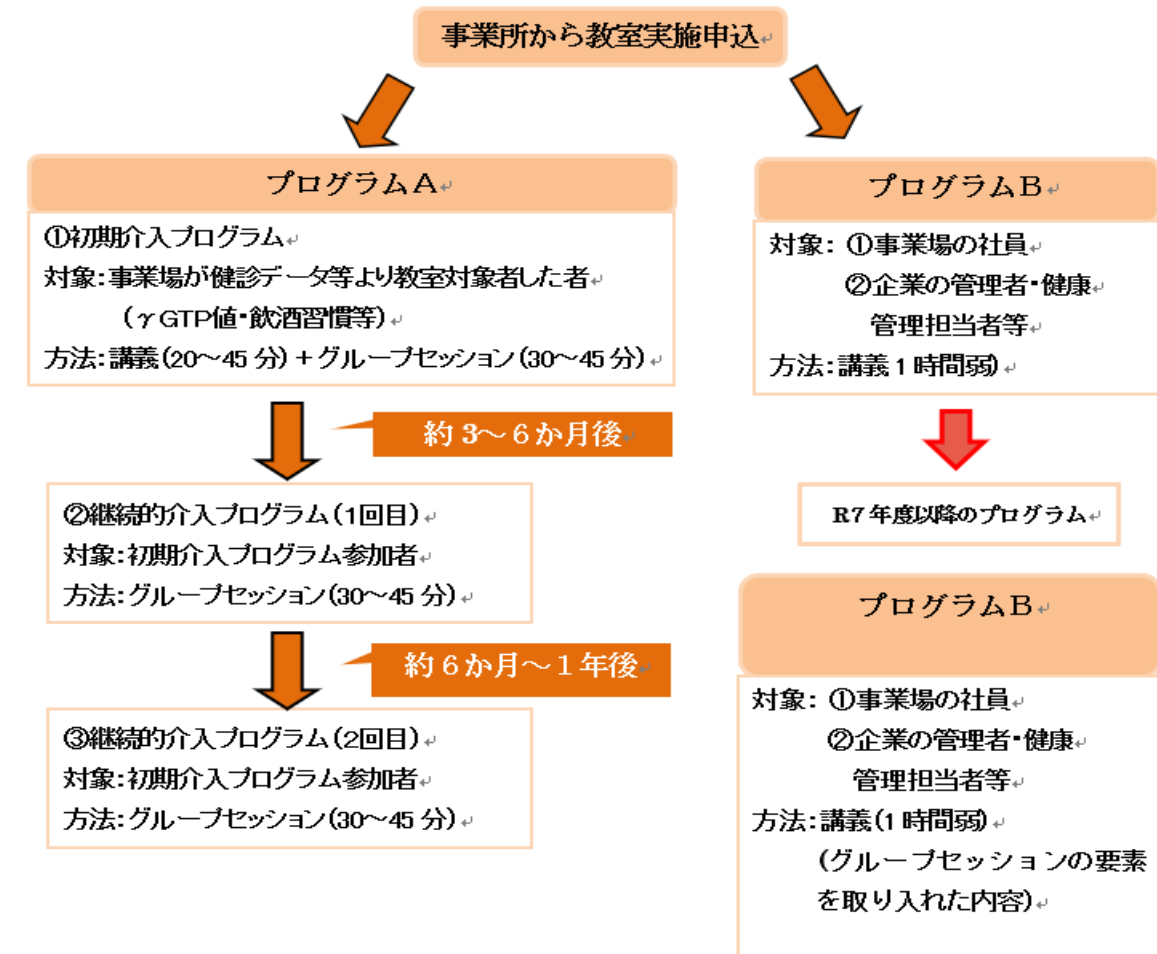 事業所から教室実施申込
プログラムA
①初期介入プログラム
対象:事業場が健診データ等より教室対象者した者
(γGTP値・飲酒習慣等)
方法:講義(20～45分)+グループセッション(30～45分)
約3～6か月後
②継続的介入プログラム(1回目)
対象:初期介入プログラム参加者
方法:グループセッション(30～45分)
約6か月～1年後
③継続的介入プログラム(2回目)
対象:初期介入プログラム参加者
方法:グループセッション(30～45分)
プログラムB
対象: ①事業場の社員
②企業の管理者・健康
管理担当者等
方法:講義1時間弱)
R7年度以降のプログラム
プログラムB
対象: ①事業場の社員
②企業の管理者・健康
管理担当者等
方法:講義(1時間弱)
(グループセッションの要素
を取り入れた内容)